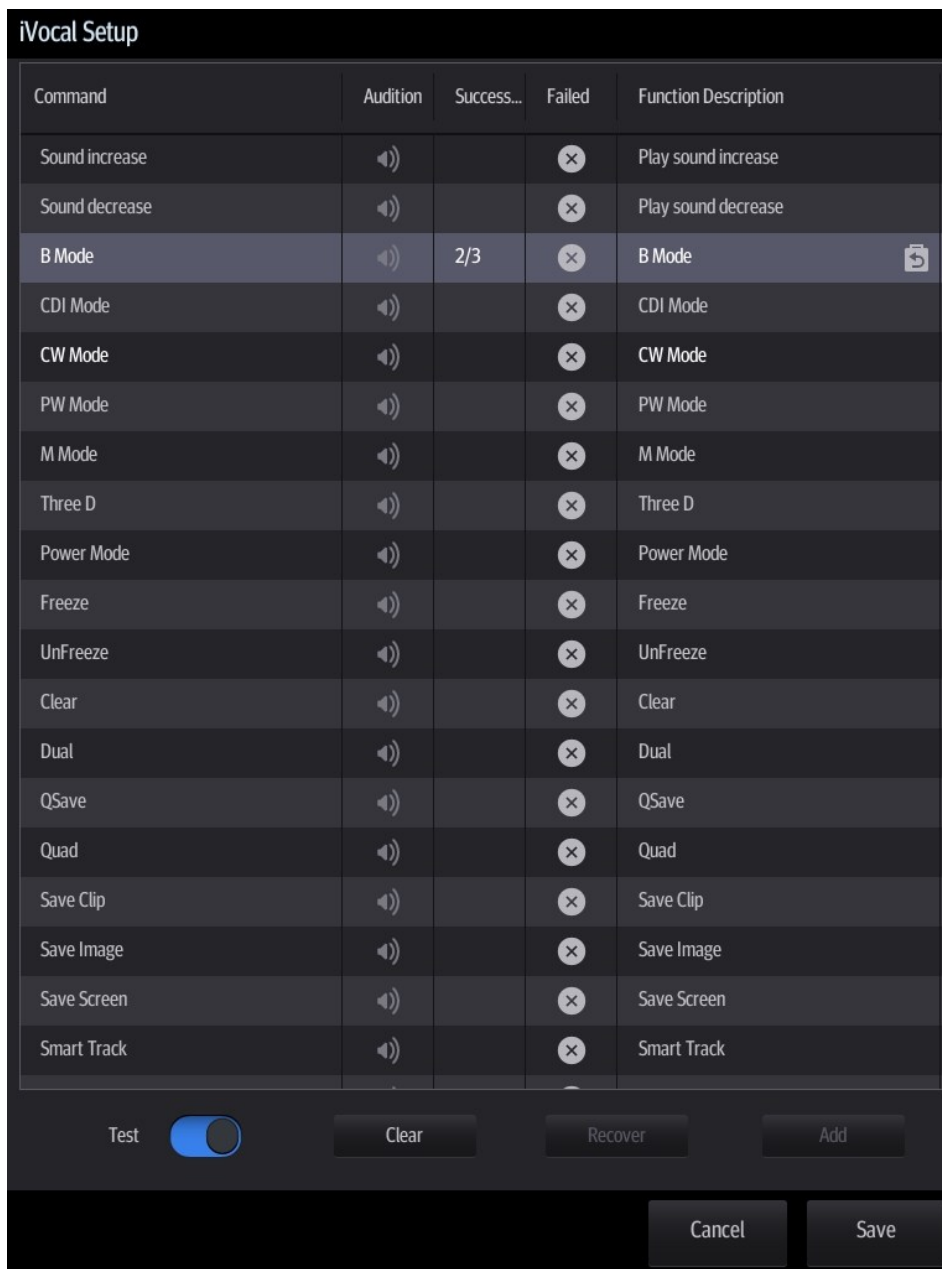 iVocal Setup
Command Audition Success... Failed Function Description
Sound increase Play sound increase
Sound decrease Play sound decrease
B Mode 2/3 B Mode
CDI Mode CDI Mode
CW Mode CW Mode
PW Mode PW Mode
M Mode M Mode
Three D Three D
Power Mode Power Mode
Freeze Freeze
UnFreeze UnFreeze
Clear Clear
Dual Dual
QSave QSave
Quad Quad
Save Clip Save Clip
Save Image Save Image
Save Screen Save Screen
Smart Track Smart Track
Test Clear Recover Add
Cancel Save